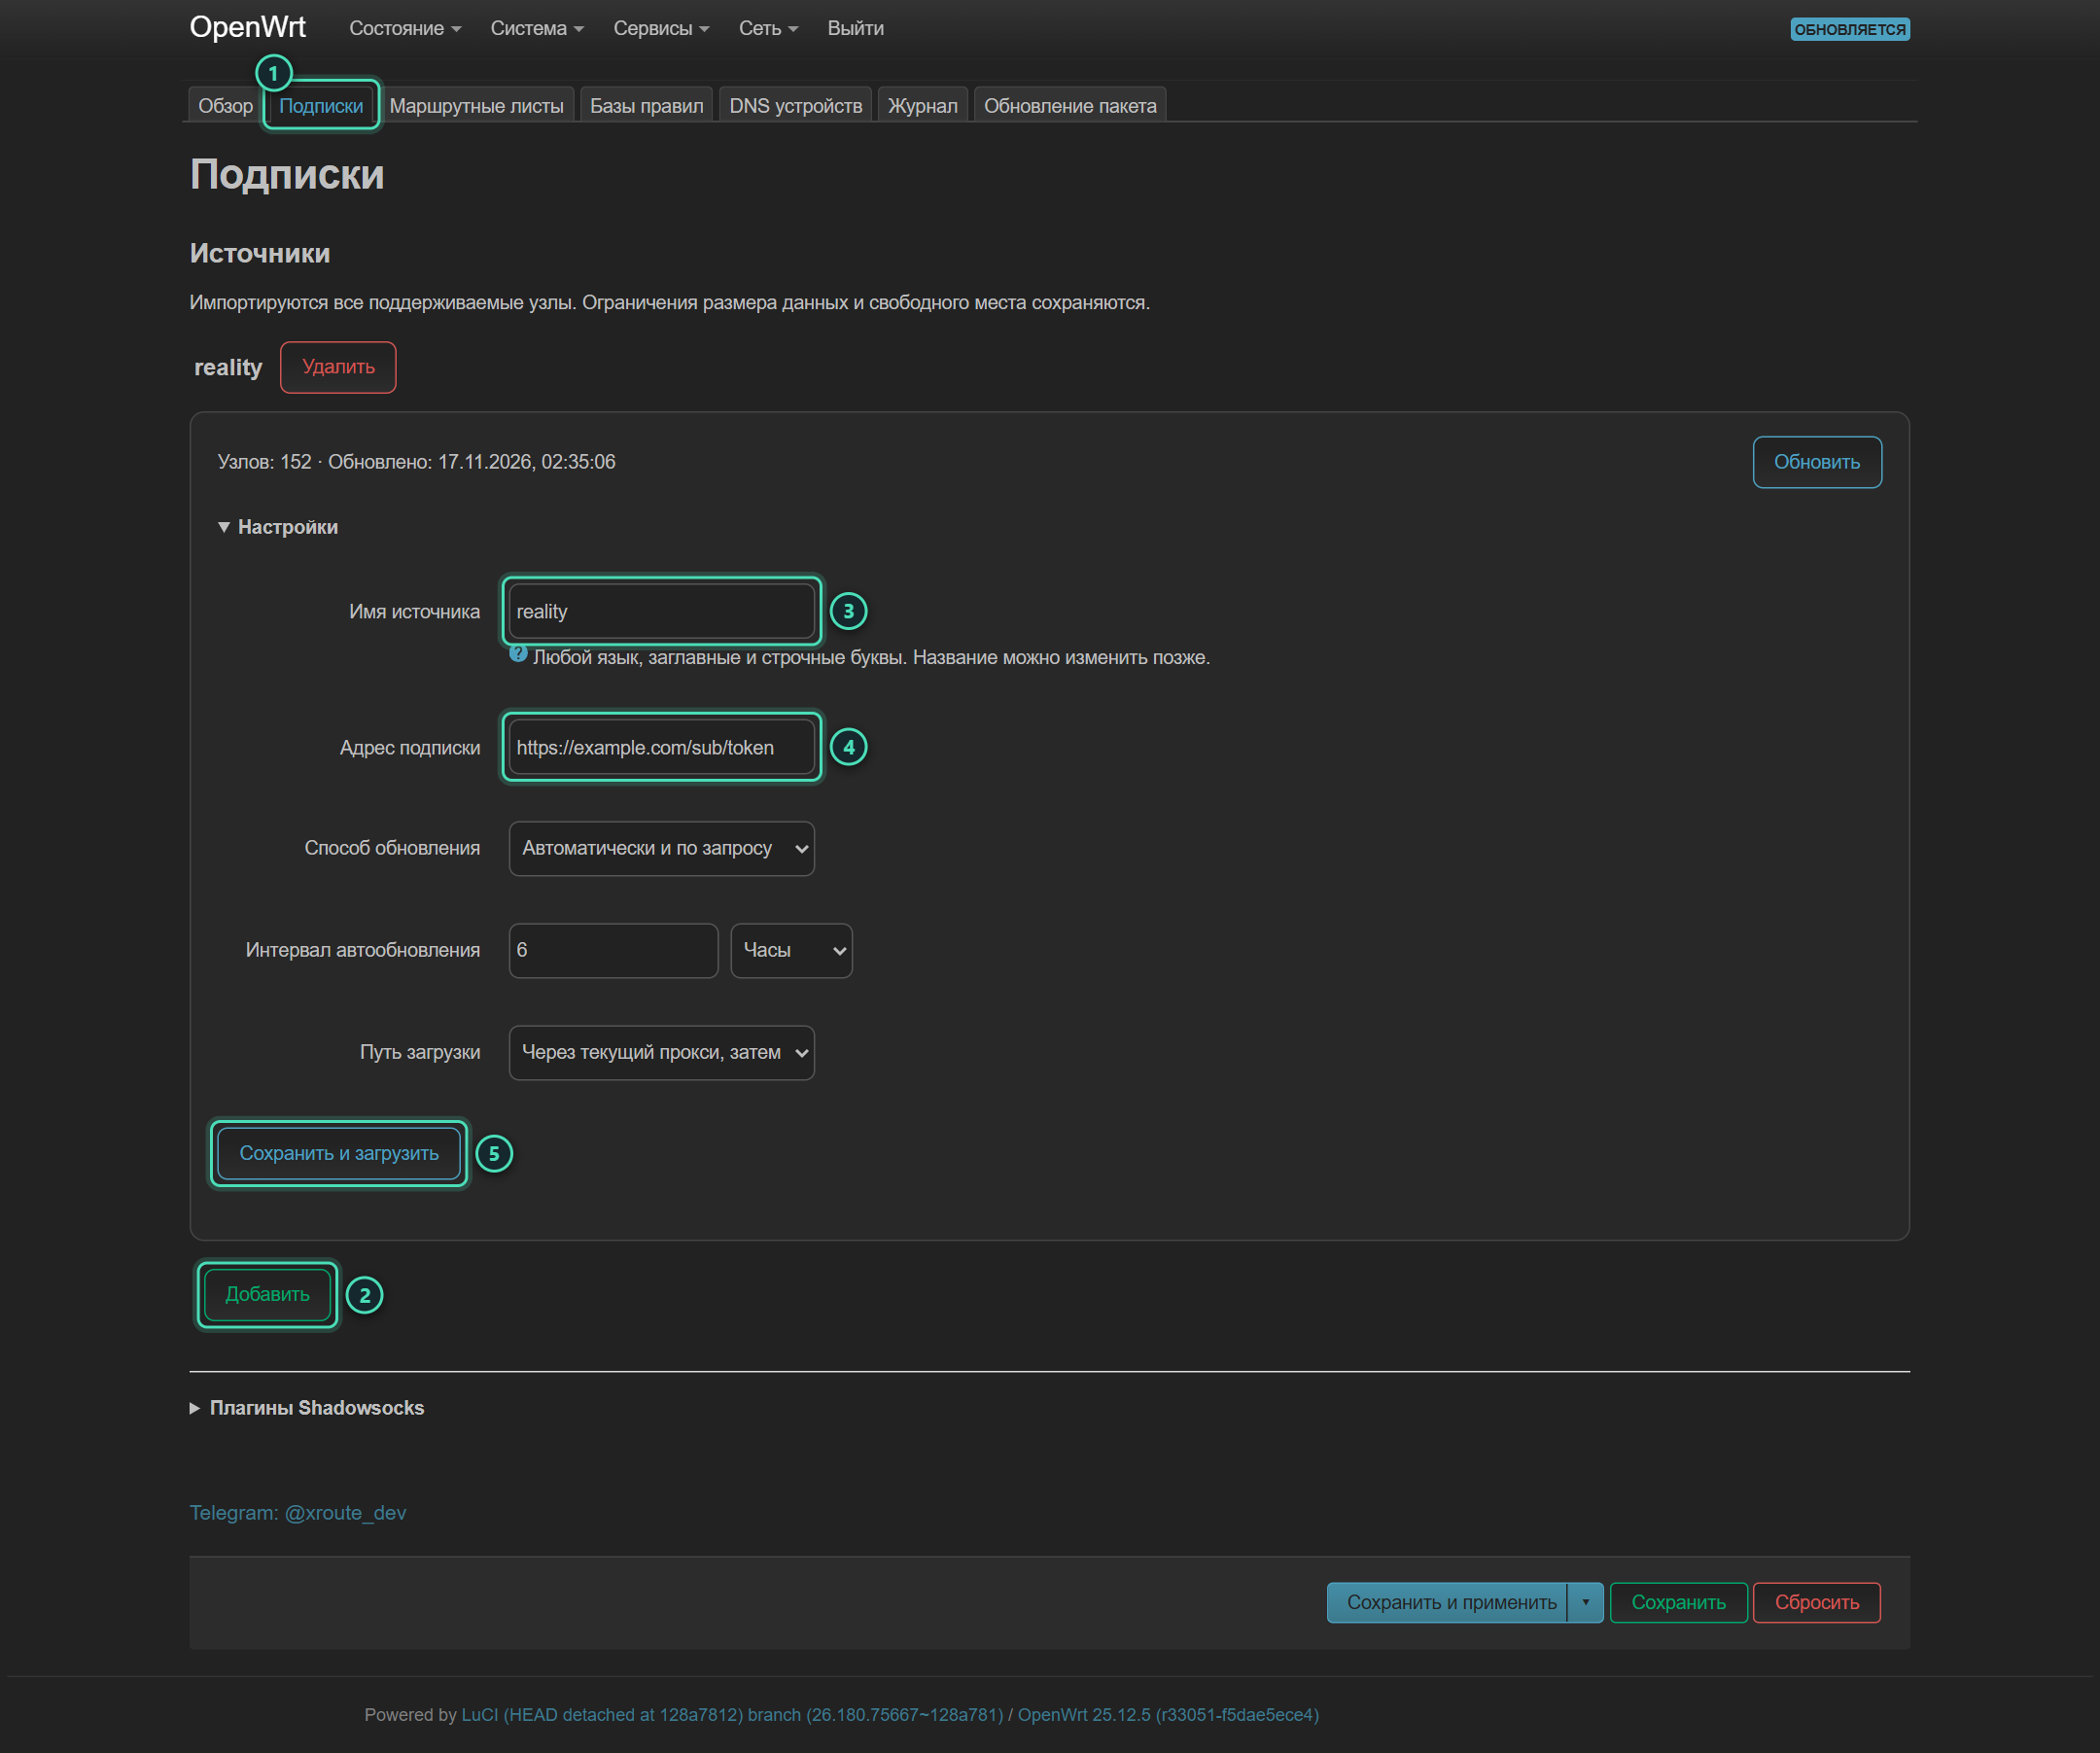 OpenWrt Состояние Система Сервисы Сеть Выйти ОБНОВЛЯЕТСЯ
1
Обзор Подписки Маршрутные листы Базы правил DNS устройств Журнал Обновление пакета
Подписки
Источники
Импортируются все поддерживаемые узлы. Ограничения размера данных и свободного места сохраняются.
reality Удалить
Узлов: 152 · Обновлено: 17.11.2026, 02:35:06 Обновить
▼ Настройки
Имя источника reality 3
? Любой язык, заглавные и строчные буквы. Название можно изменить позже.
Адрес подписки https://example.com/sub/token 4
Способ обновления Автоматически и по запросу
Интервал автообновления 6 Часы
Путь загрузки Через текущий прокси, затем
Сохранить и загрузить 5
Добавить 2
▶ Плагины Shadowsocks
Telegram: @xroute_dev
Сохранить и применить ▾ Сохранить Сбросить
Powered by LuCI (HEAD detached at 128a7812) branch (26.180.75667~128a781) / OpenWrt 25.12.5 (r33051-f5dae5ece4)